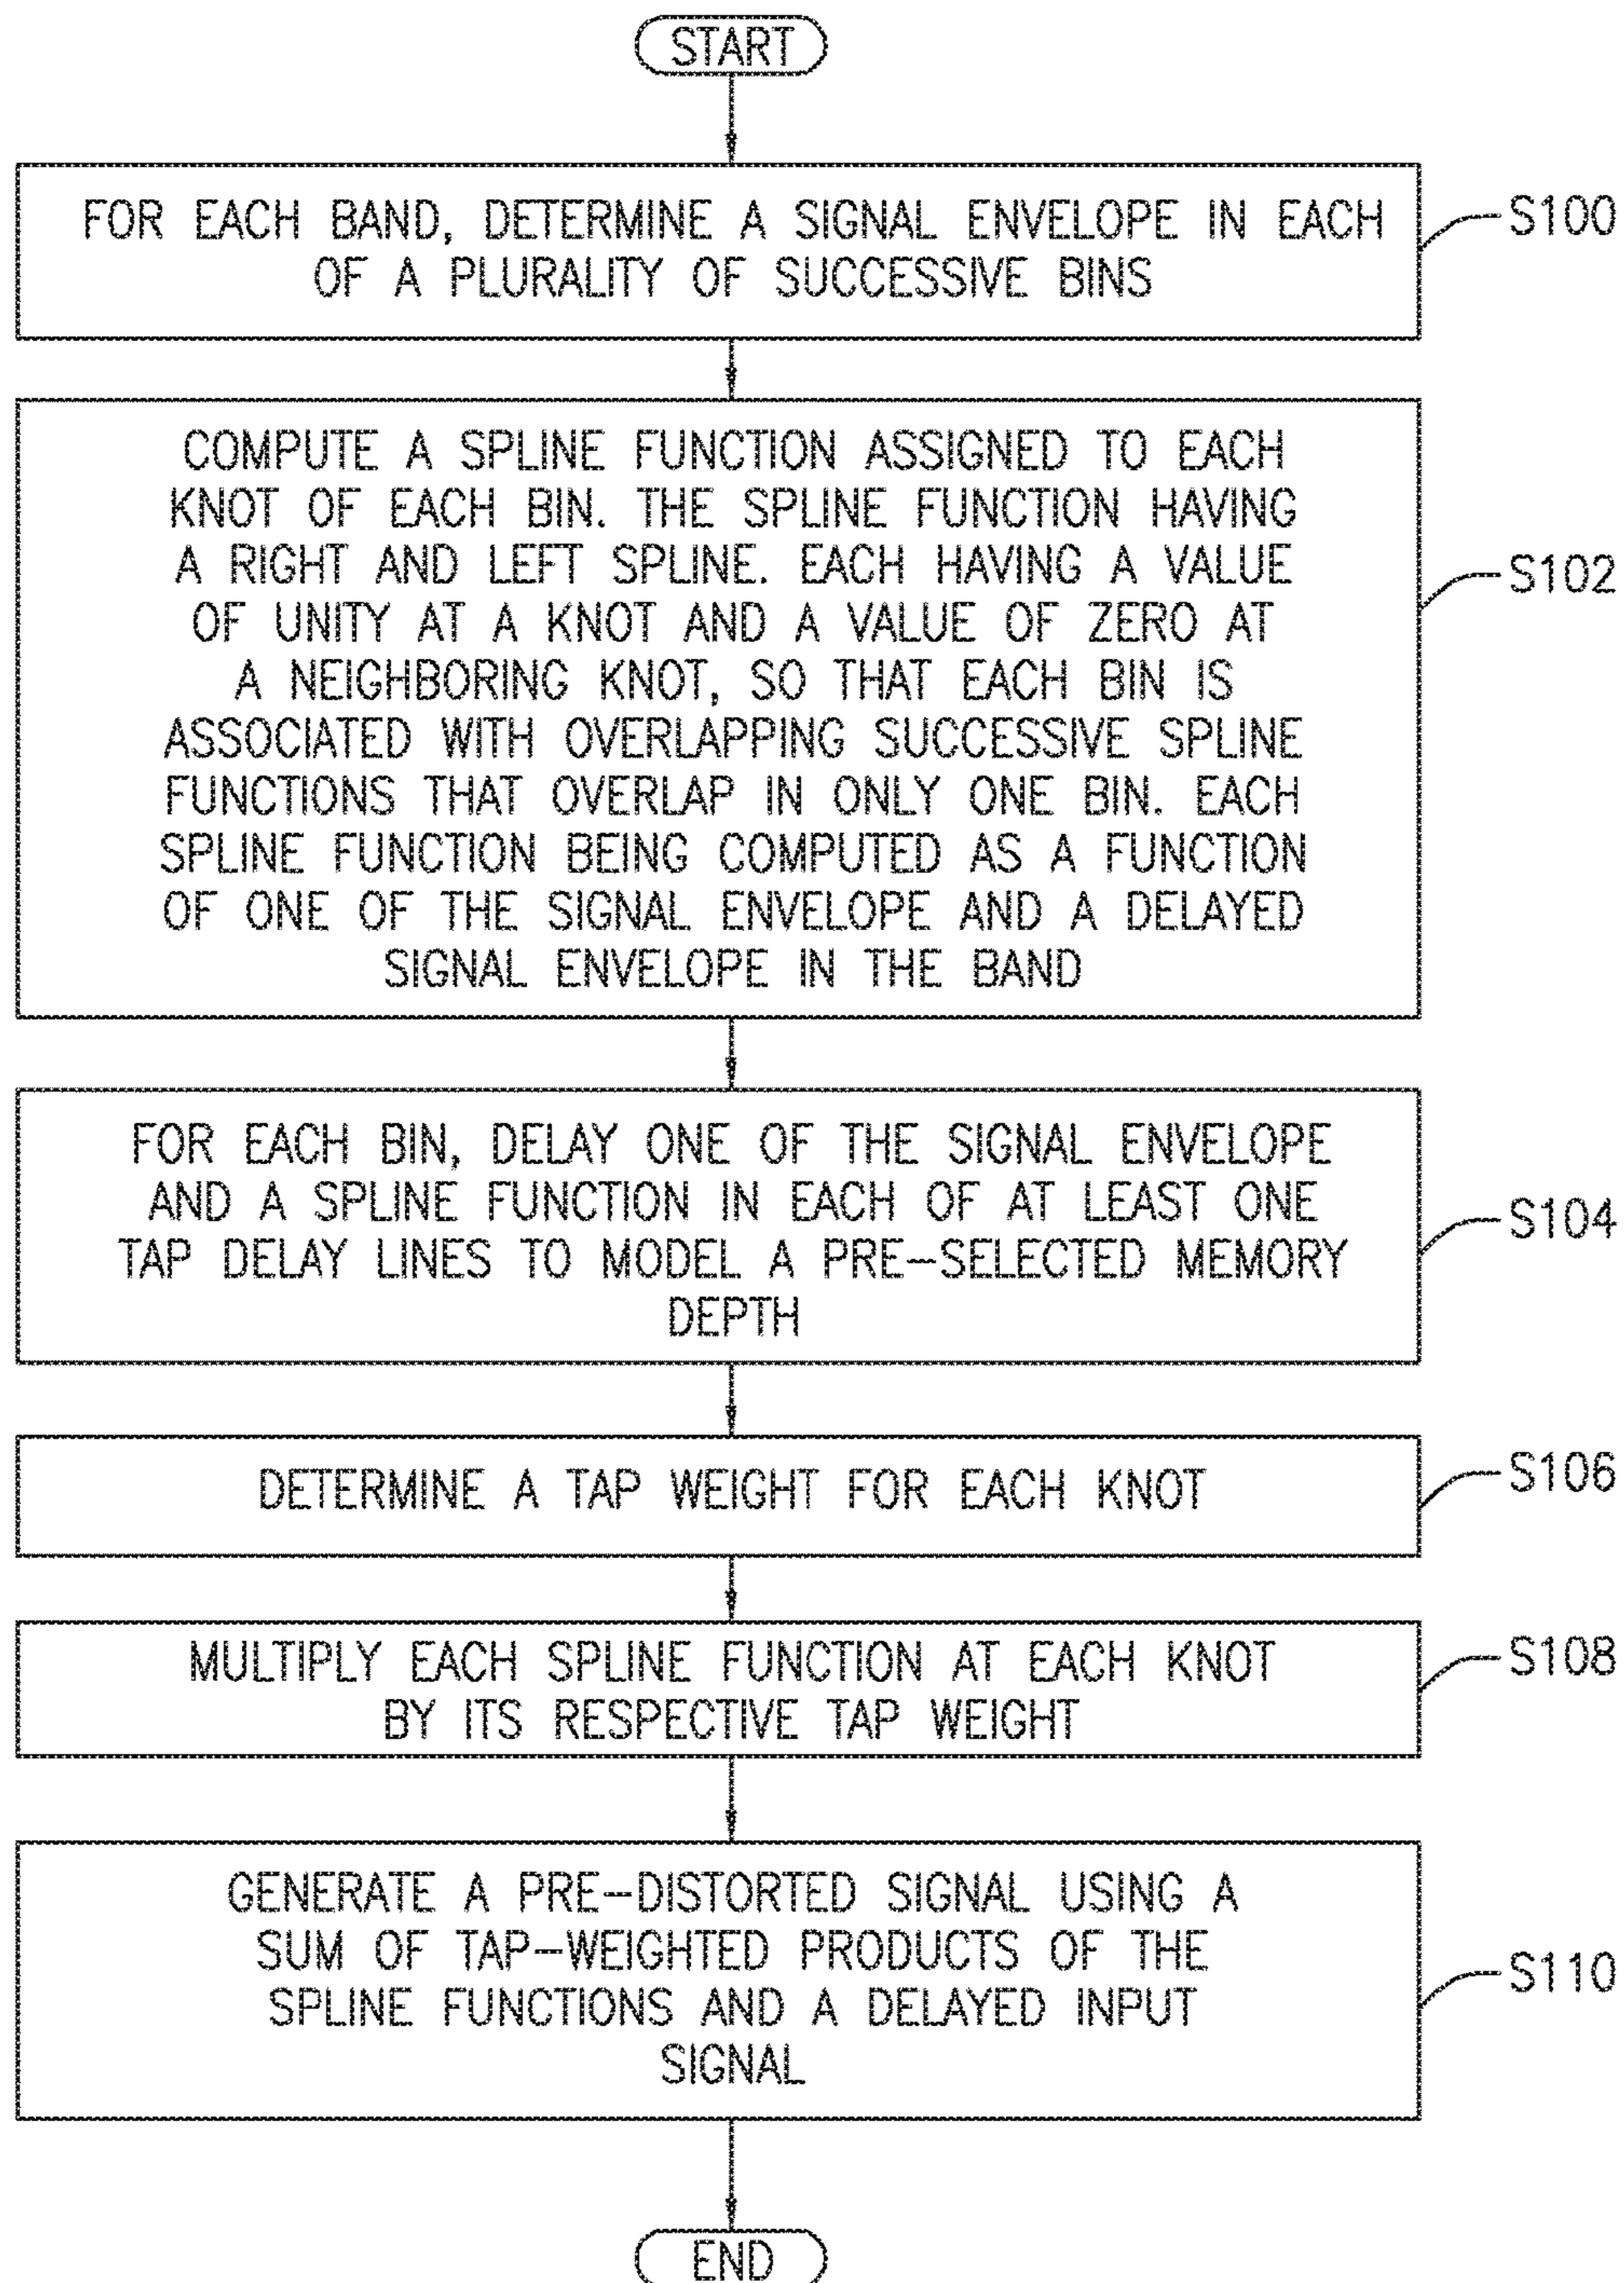 START
FOR EACH BAND, DETERMINE A SIGNAL ENVELOPE IN EACH
OF A PLURALITY OF SUCCESSIVE BINS
S100
COMPUTE A SPLINE FUNCTION ASSIGNED TO EACH
KNOT OF EACH BIN. THE SPLINE FUNCTION HAVING
A RIGHT AND LEFT SPLINE. EACH HAVING A VALUE
OF UNITY AT A KNOT AND A VALUE OF ZERO AT
A NEIGHBORING KNOT, SO THAT EACH BIN IS
ASSOCIATED WITH OVERLAPPING SUCCESSIVE SPLINE
FUNCTIONS THAT OVERLAP IN ONLY ONE BIN. EACH
SPLINE FUNCTION BEING COMPUTED AS A FUNCTION
OF ONE OF THE SIGNAL ENVELOPE AND A DELAYED
SIGNAL ENVELOPE IN THE BAND
S102
FOR EACH BIN, DELAY ONE OF THE SIGNAL ENVELOPE
AND A SPLINE FUNCTION IN EACH OF AT LEAST ONE
TAP DELAY LINES TO MODEL A PRE-SELECTED MEMORY
DEPTH
S104
DETERMINE A TAP WEIGHT FOR EACH KNOT
S106
MULTIPLY EACH SPLINE FUNCTION AT EACH KNOT
BY ITS RESPECTIVE TAP WEIGHT
S108
GENERATE A PRE-DISTORTED SIGNAL USING A
SUM OF TAP-WEIGHTED PRODUCTS OF THE
SPLINE FUNCTIONS AND A DELAYED INPUT
SIGNAL
S110
END